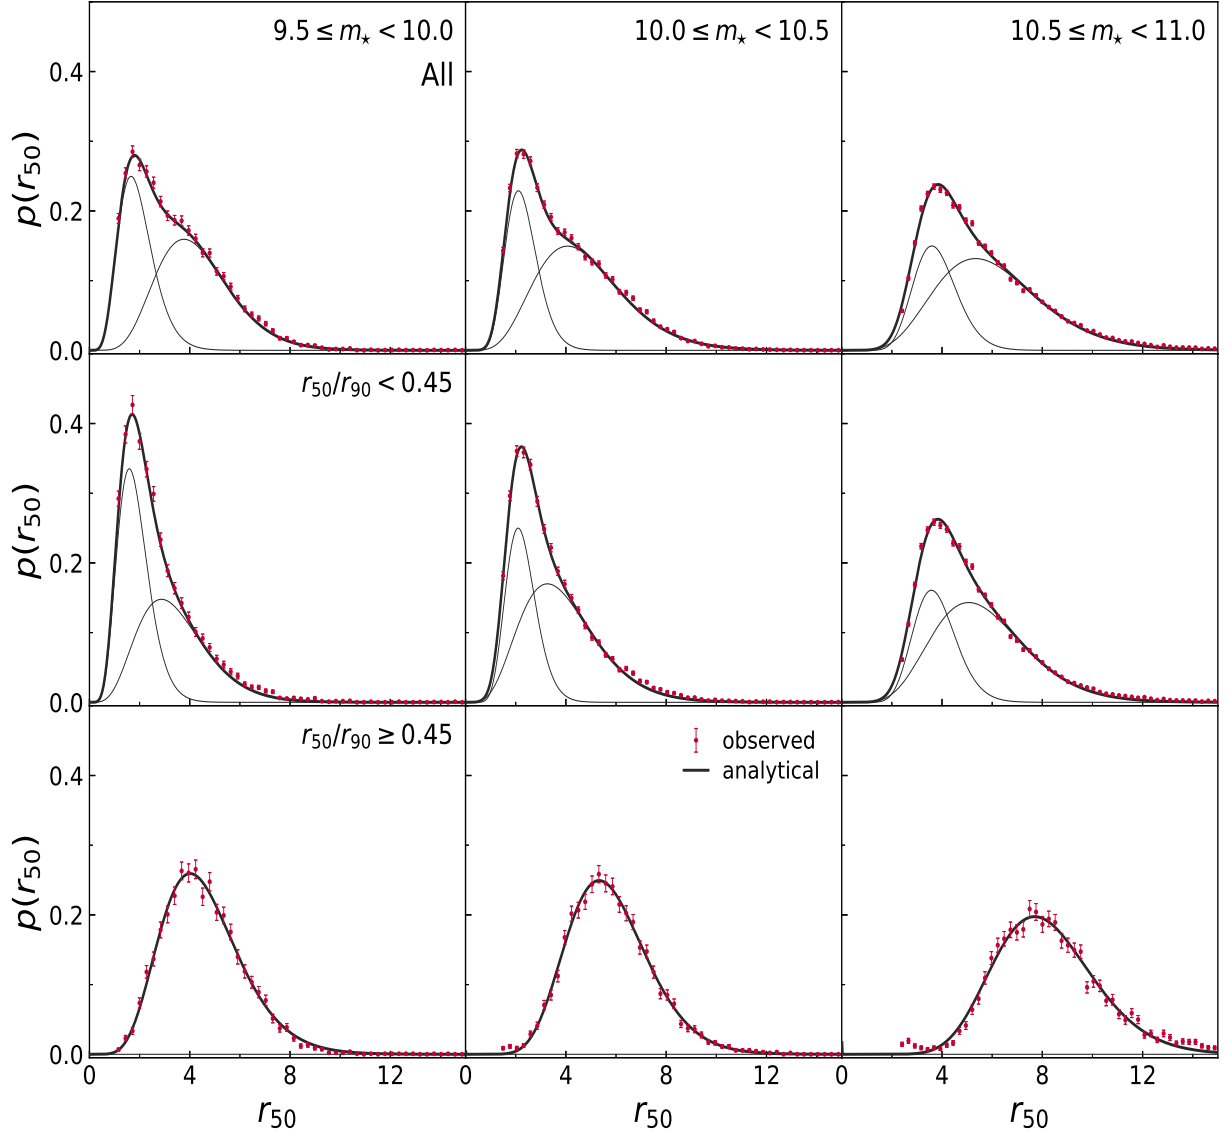 9.5 ≤ m⋆ < 10.0
10.0 ≤ m⋆ < 10.5
10.5 ≤ m⋆ < 11.0
All
0.4
p(r50)
0.2
0.0
r50/r90 < 0.45
0.4
p(r50)
0.2
0.0
r50/r90 ≥ 0.45
observed
analytical
0.4
p(r50)
0.2
0.0
0 4 8 12 0 4 8 12 0 4 8 12
r50 r50 r50